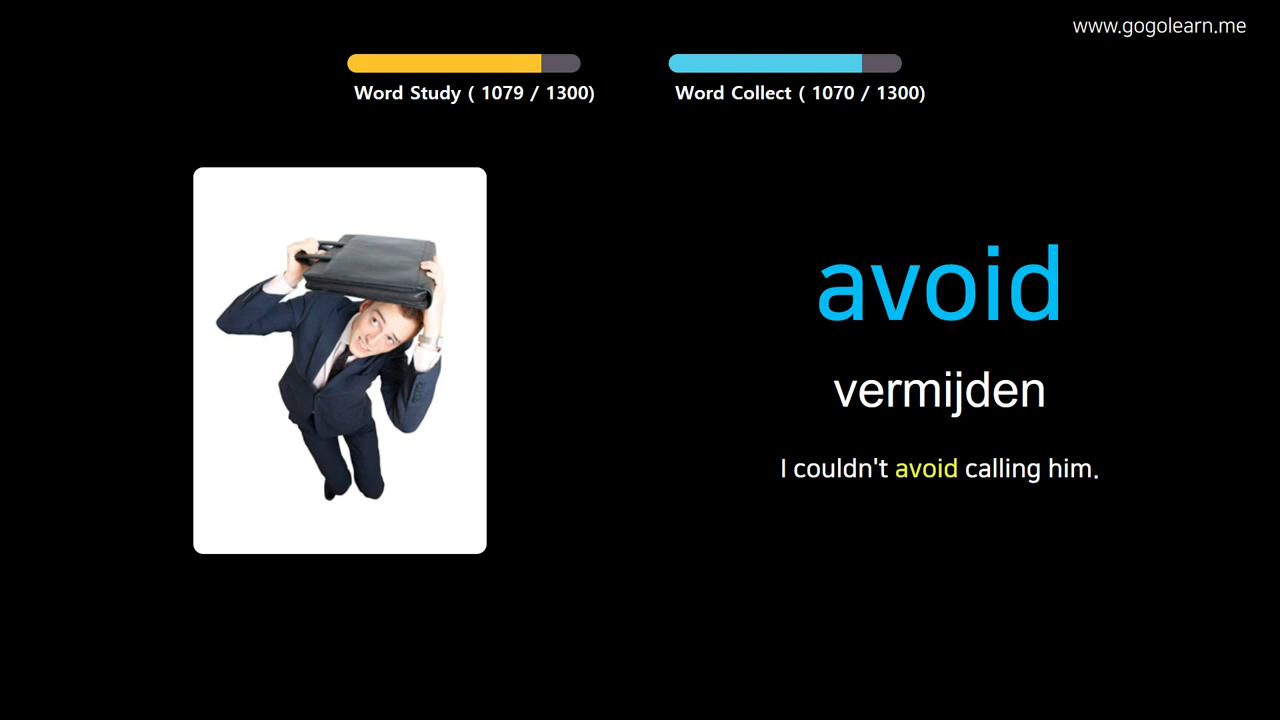 www.gogolearn.me
Word Study ( 1079 / 1300)
Word Collect ( 1070 / 1300)
avoid
vermijden
I couldn't avoid calling him.